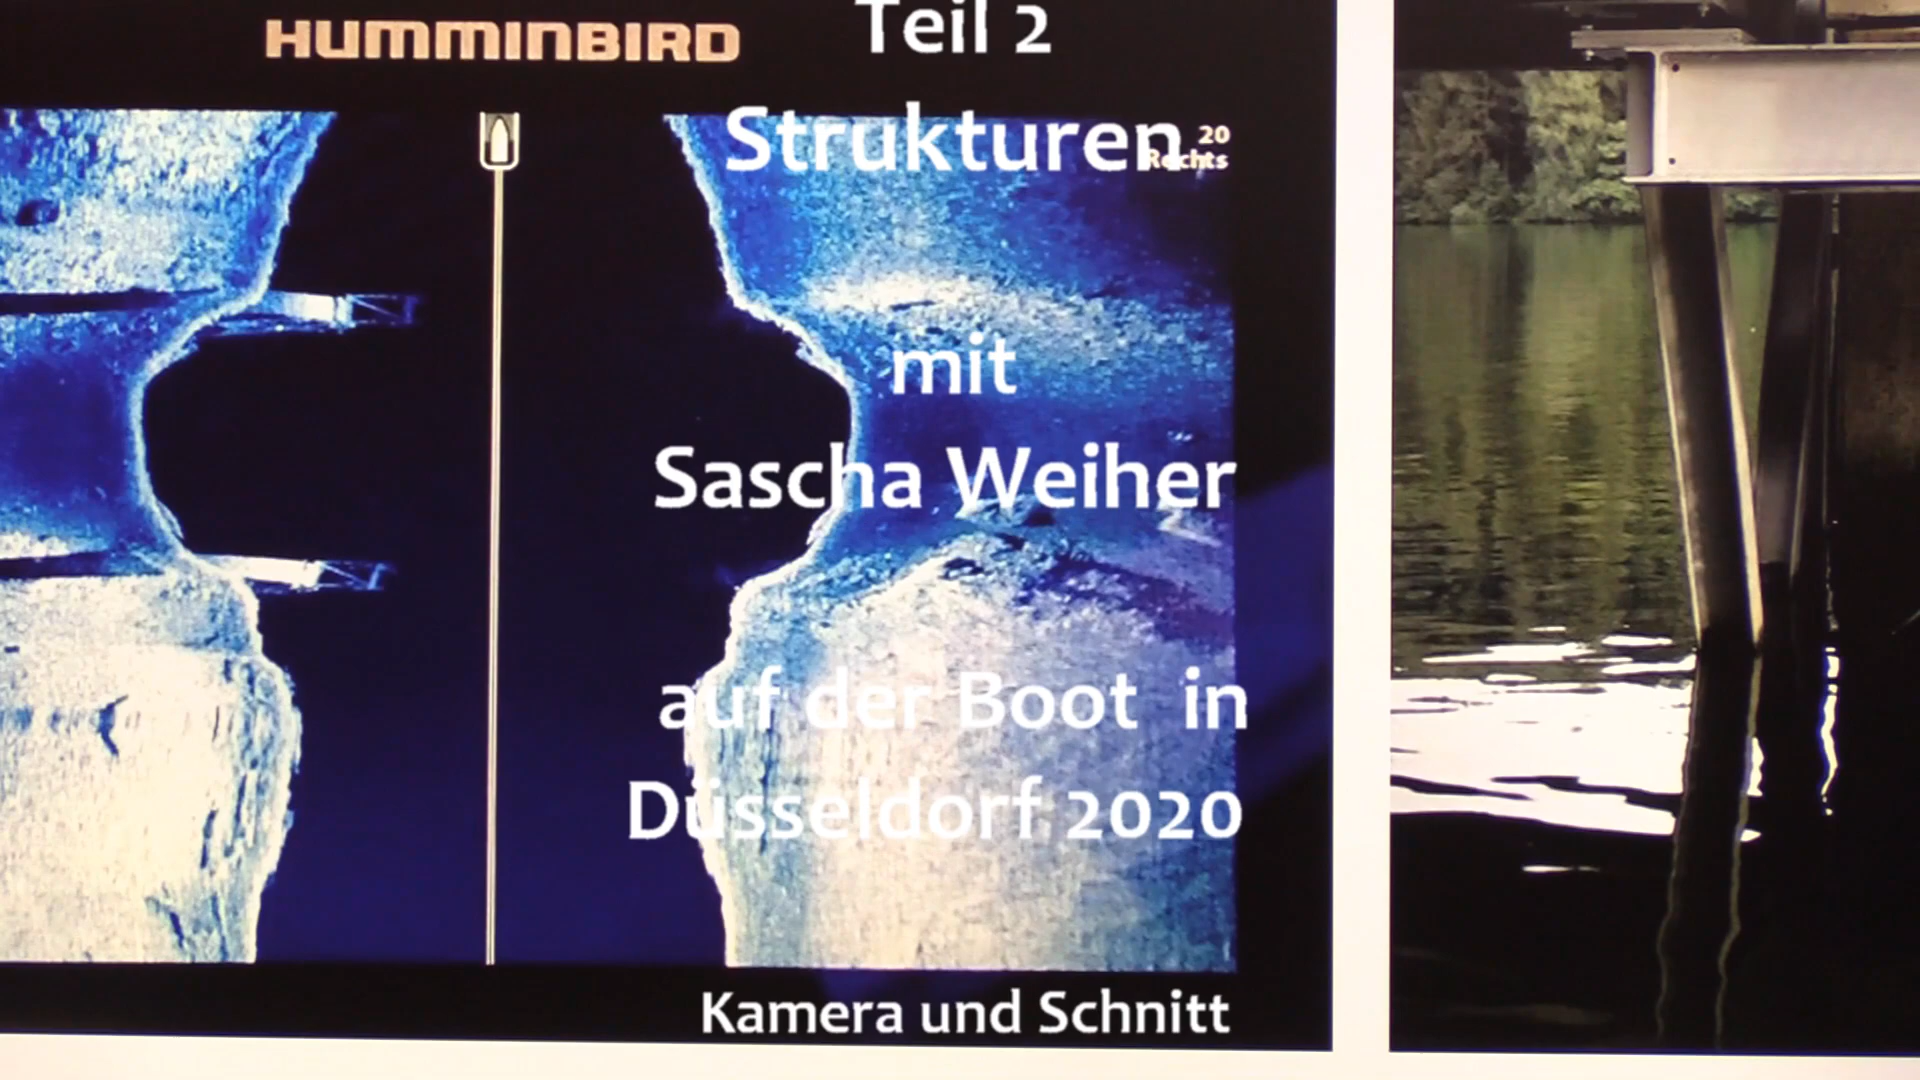 HUMMINBIRD
Teil 2
Strukturen
20
Rechts
mit
Sascha Weiher
auf der Boot in
Düsseldorf 2020
Kamera und Schnitt